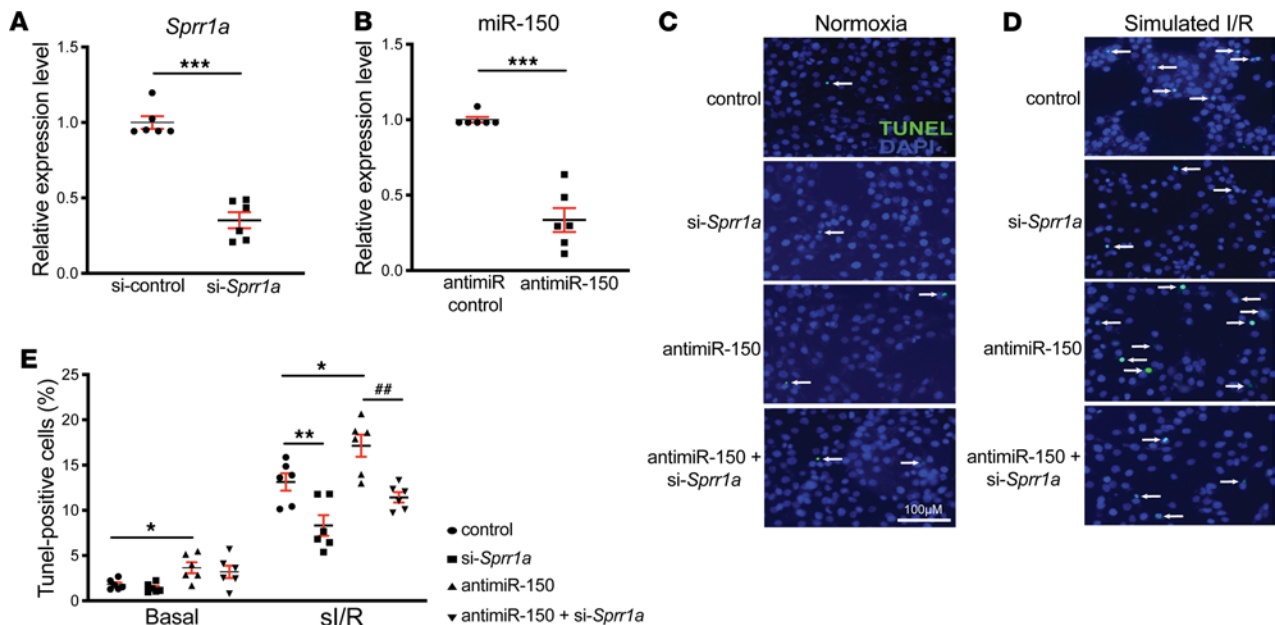 A
Sprr1a
Relative expression level
1.5
1.0
0.5
0.0
***
si-control
si-Sprr1a
B
miR-150
Relative expression level
1.5
1.0
0.5
0.0
***
antimiR
control
antimiR-150
C
Normoxia
control
TUNEL
DAPI
si-Sprr1a
antimiR-150
antimiR-150 +
si-Sprr1a
100µM
D
Simulated I/R
control
si-Sprr1a
antimiR-150
antimiR-150 +
si-Sprr1a
E
Tunel-positive cells (%)
25
20
15
10
5
0
*
**
*
##
Basal
sI/R
control
si-Sprr1a
antimiR-150
antimiR-150 + si-Sprr1a